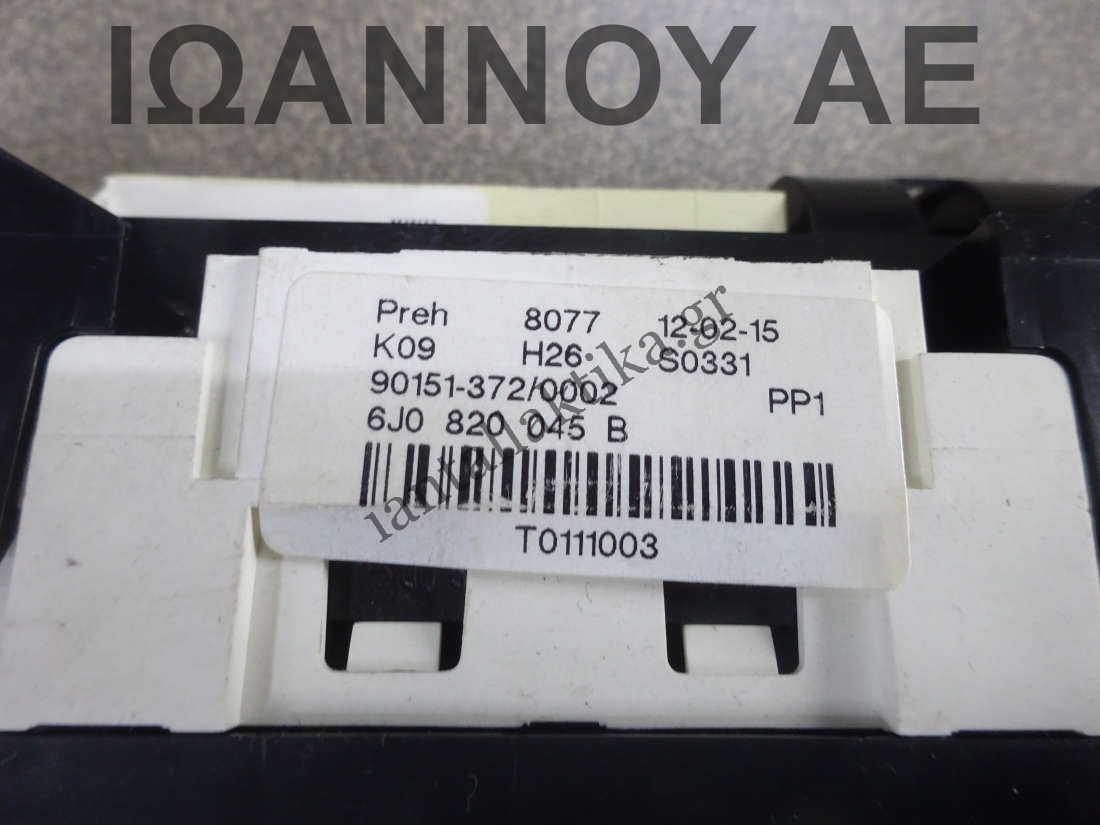 ΙΩΑΝΝΟΥ ΑΕ
Preh 8077 12-02-15
K09 H26 S0331
90151-372/0002 PP1
6J0 820 045 B
T0111003
iantallaktika.gr